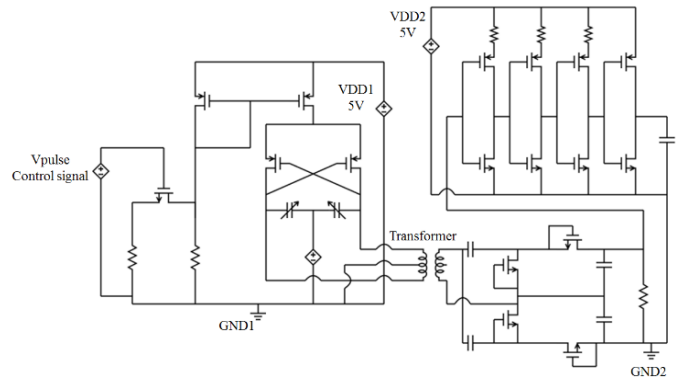 VDD2
5V
VDD1
5V
Vpulse
Control signal
Transformer
GND1
GND2